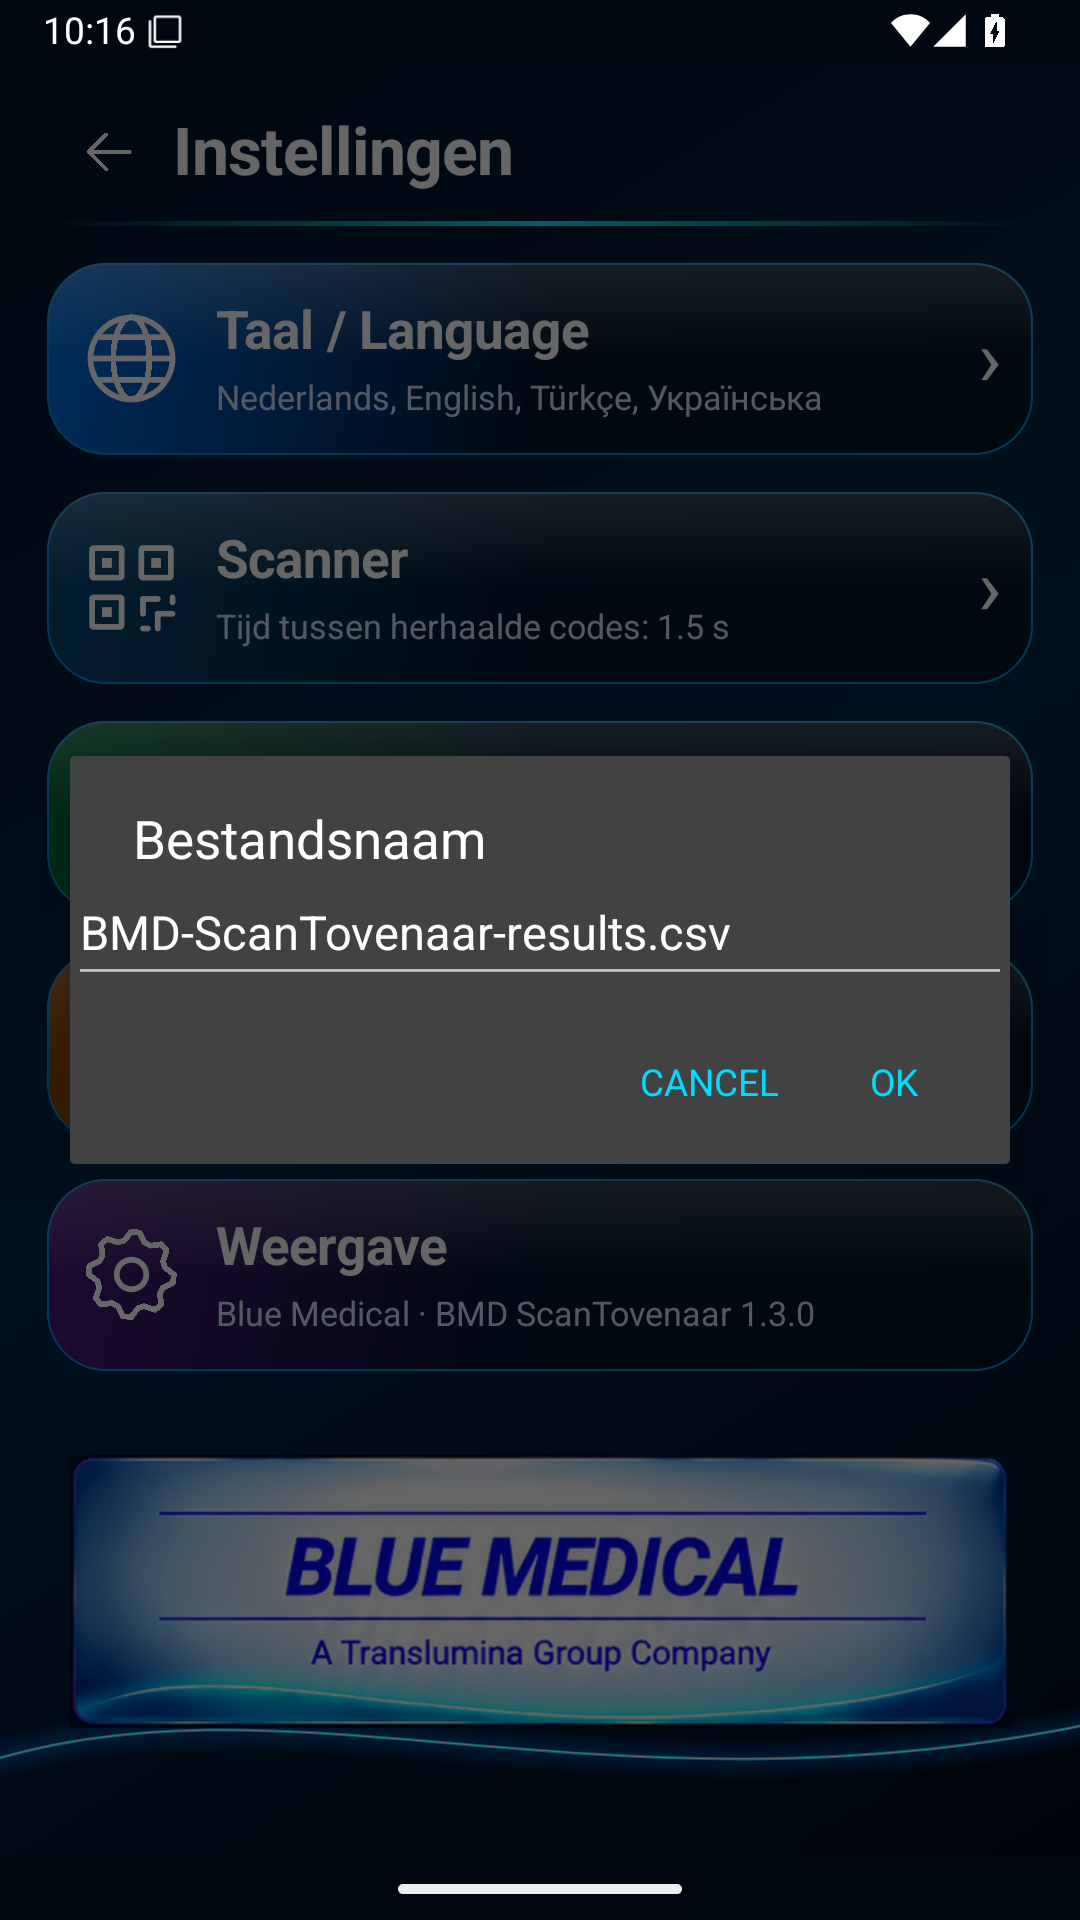 10:16
Instellingen
Taal / Language
Nederlands, English, Türkçe, Українська
Scanner
Tijd tussen herhaalde codes: 1.5 s
Bestandsnaam
BMD-ScanTovenaar-results.csv
CANCEL OK
Weergave
Blue Medical · BMD ScanTovenaar 1.3.0
BLUE MEDICAL
A Translumina Group Company